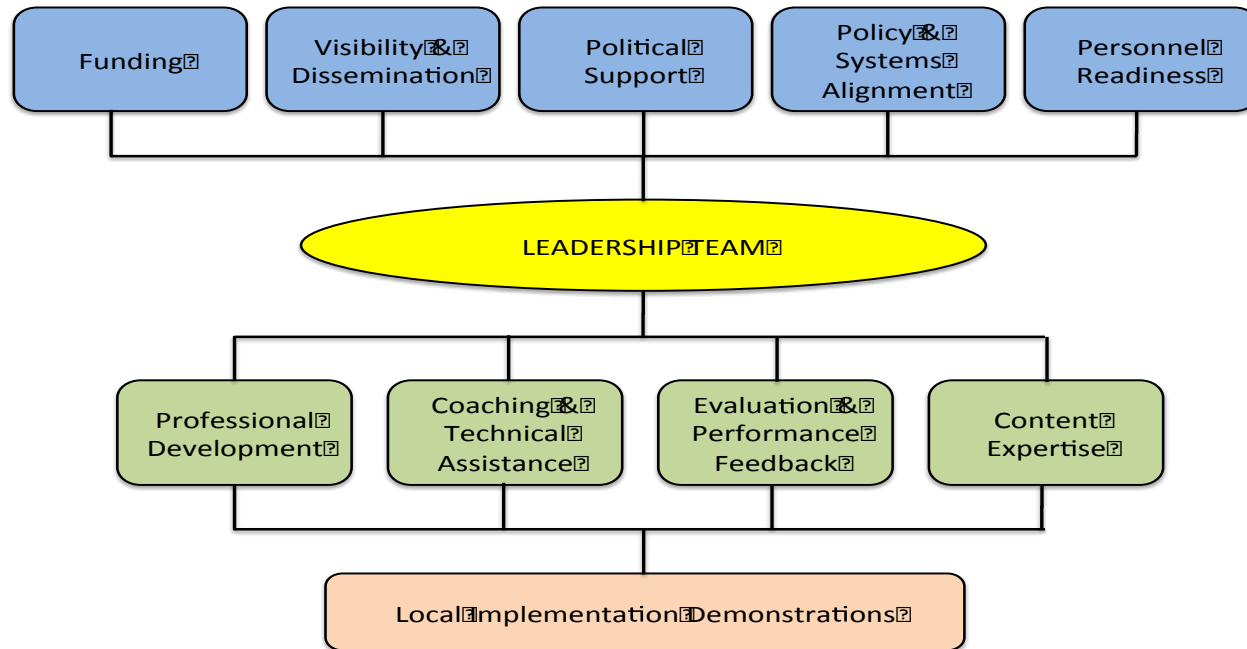 Funding
Visibility &
Dissemination
Political
Support
Policy &
Systems
Alignment
Personnel
Readiness
LEADERSHIP TEAM
Professional
Development
Coaching &
Technical
Assistance
Evaluation &
Performance
Feedback
Content
Expertise
Local Implementation Demonstrations